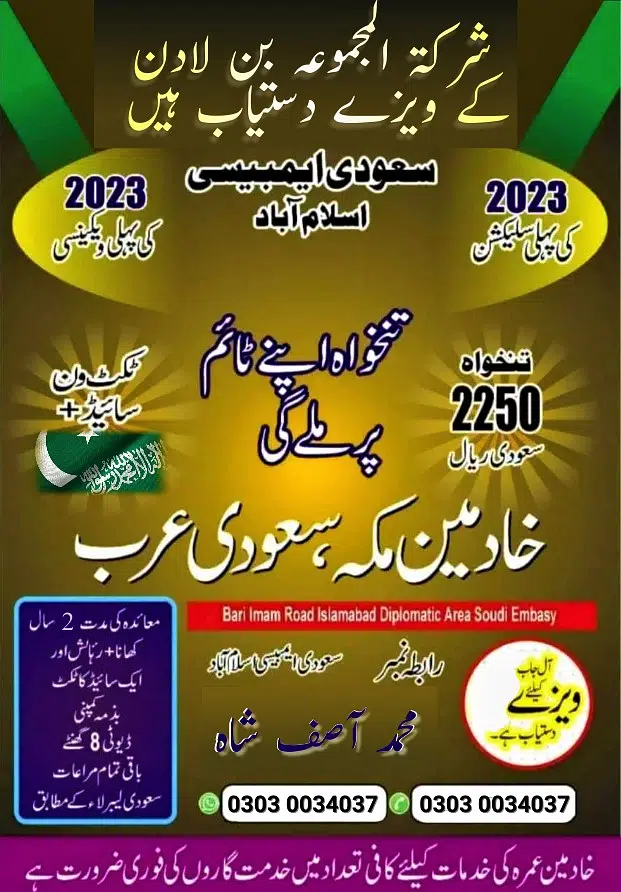 شرکة المجموعہ بن لادن
کے ویزے دستیاب ہیں
سعودی ایمبیسی
اسلام آباد
2023
کی پہلی سلیکشن
2023
کی پہلی ویکینسی
تنخواہ اپنے ٹائم
پر ملے گی
تنخواہ
2250
سعودی ریال
ٹکٹ ون
سائیڈ +
خادمین مکہ، سعودی عرب
Bari Imam Road Islamabad Diplomatic Area Soudi Embasy
رابطہ نمبر سعودی ایمبیسی اسلام آباد
محمد آصف شاہ
آل جاب
کیلئے
ویزے
دستیاب ہے۔
معائدہ کی مدت 2 سال
کھانا + رہائش اور
ایک سائیڈ کا ٹکٹ
بذمہ کمپنی
ڈیوٹی 8 گھنٹے
باقی تمام مراعات
سعودی لیبر لاء کے مطابق
0303 0034037
0303 0034037
خادمین عمرہ کی خدمات کیلئے کافی تعداد میں خدمت گاروں کی فوری ضرورت ہے